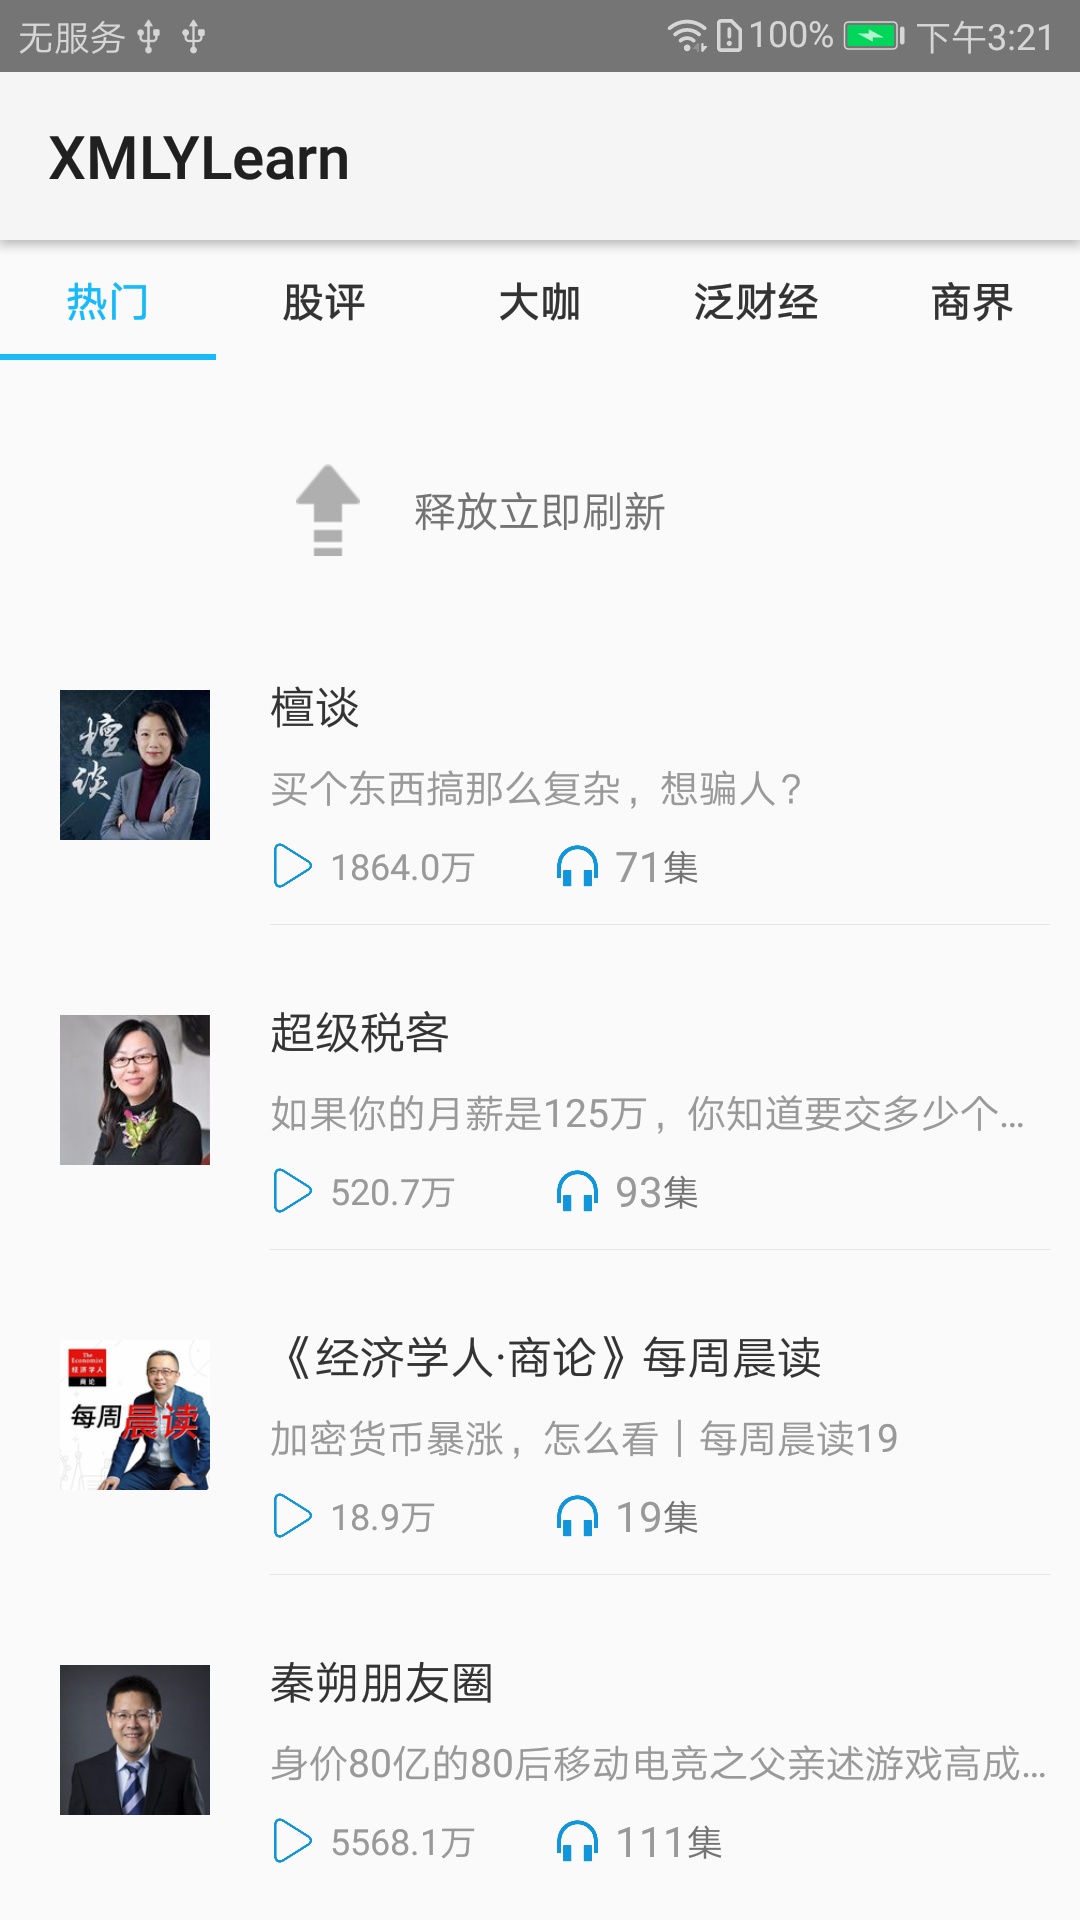 无服务 100% 下午3:21
XMLYLearn
热门 股评 大咖 泛财经 商界
释放立即刷新
檀谈
檀谈
买个东西搞那么复杂，想骗人？
1864.0万 71集
超级税客
如果你的月薪是125万，你知道要交多少个...
520.7万 93集
The Economist
经济学人
商论
每周晨读
《经济学人·商论》每周晨读
加密货币暴涨，怎么看｜每周晨读19
18.9万 19集
秦朔朋友圈
身价80亿的80后移动电竞之父亲述游戏高成...
5568.1万 111集